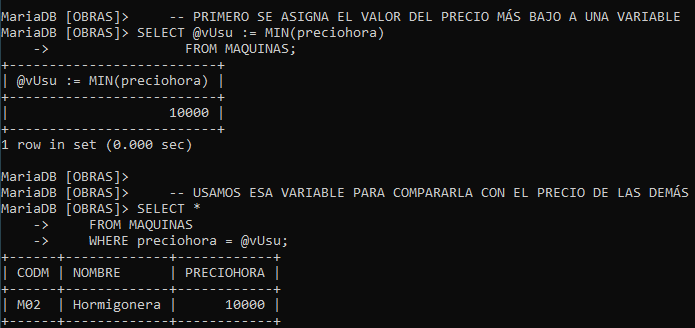 MariaDB [OBRAS]>     -- PRIMERO SE ASIGNA EL VALOR DEL PRECIO MÁS BAJO A UNA VARIABLE
MariaDB [OBRAS]> SELECT @vUsu := MIN(preciohora)
    ->                 FROM MAQUINAS;
+--------------------------+
| @vUsu := MIN(preciohora) |
+--------------------------+
|                    10000 |
+--------------------------+
1 row in set (0.000 sec)

MariaDB [OBRAS]>
MariaDB [OBRAS]>     -- USAMOS ESA VARIABLE PARA COMPARARLA CON EL PRECIO DE LAS DEMÁS
MariaDB [OBRAS]> SELECT *
    ->     FROM MAQUINAS
    ->     WHERE preciohora = @vUsu;
+------+-------------+------------+
| CODM | NOMBRE      | PRECIOHORA |
+------+-------------+------------+
| M02  | Hormigonera |      10000 |
+------+-------------+------------+